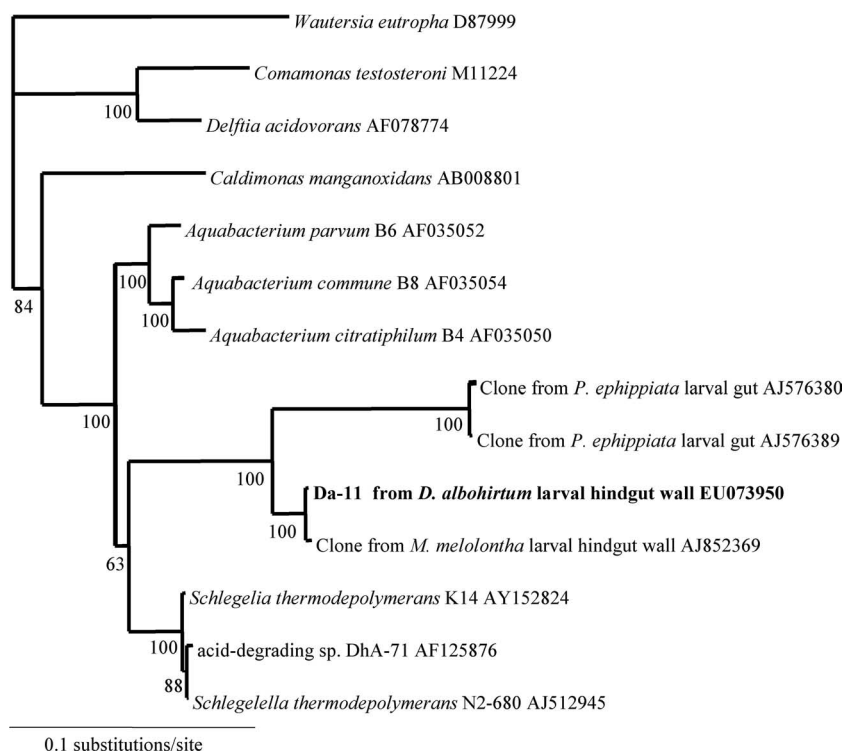 Wautersia eutropha D87999
Comamonas testosteroni M11224
100
Delftia acidovorans AF078774
Caldimonas manganoxidans AB008801
Aquabacterium parvum B6 AF035052
100
Aquabacterium commune B8 AF035054
84
100
Aquabacterium citratiphilum B4 AF035050
Clone from P. ephippiata larval gut AJ576380
100
100
Clone from P. ephippiata larval gut AJ576389
100
Da-11 from D. albohirtum larval hindgut wall EU073950
100
Clone from M. melolontha larval hindgut wall AJ852369
63
Schlegelia thermodepolymerans K14 AY152824
100
acid-degrading sp. DhA-71 AF125876
88
Schlegelella thermodepolymerans N2-680 AJ512945
0.1 substitutions/site